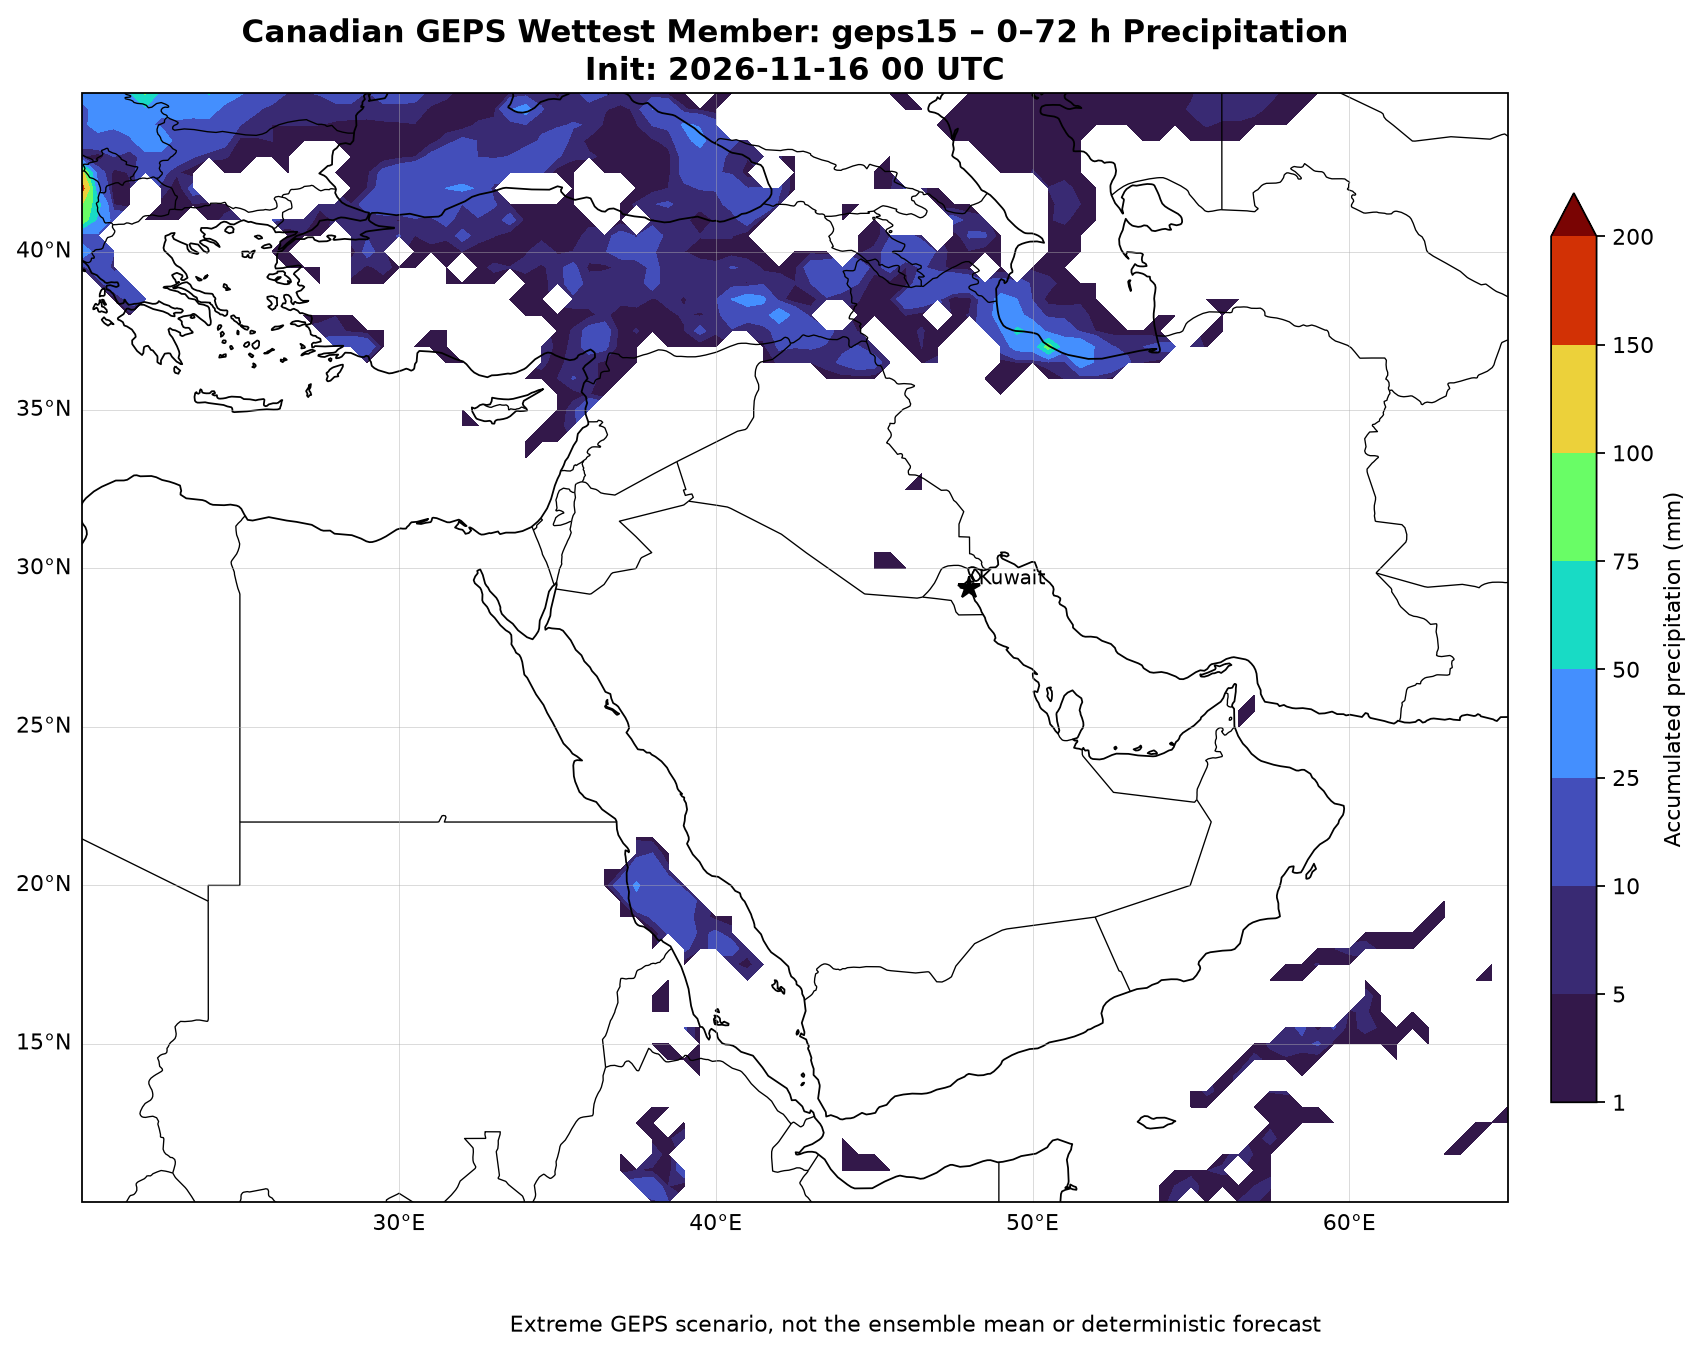 Canadian GEPS Wettest Member: geps15 – 0–72 h Precipitation
Init: 2026-11-16 00 UTC
40°N
35°N
30°N
25°N
20°N
15°N
30°E
40°E
50°E
60°E
Kuwait
200
150
100
75
50
25
10
5
1
Accumulated precipitation (mm)
Extreme GEPS scenario, not the ensemble mean or deterministic forecast